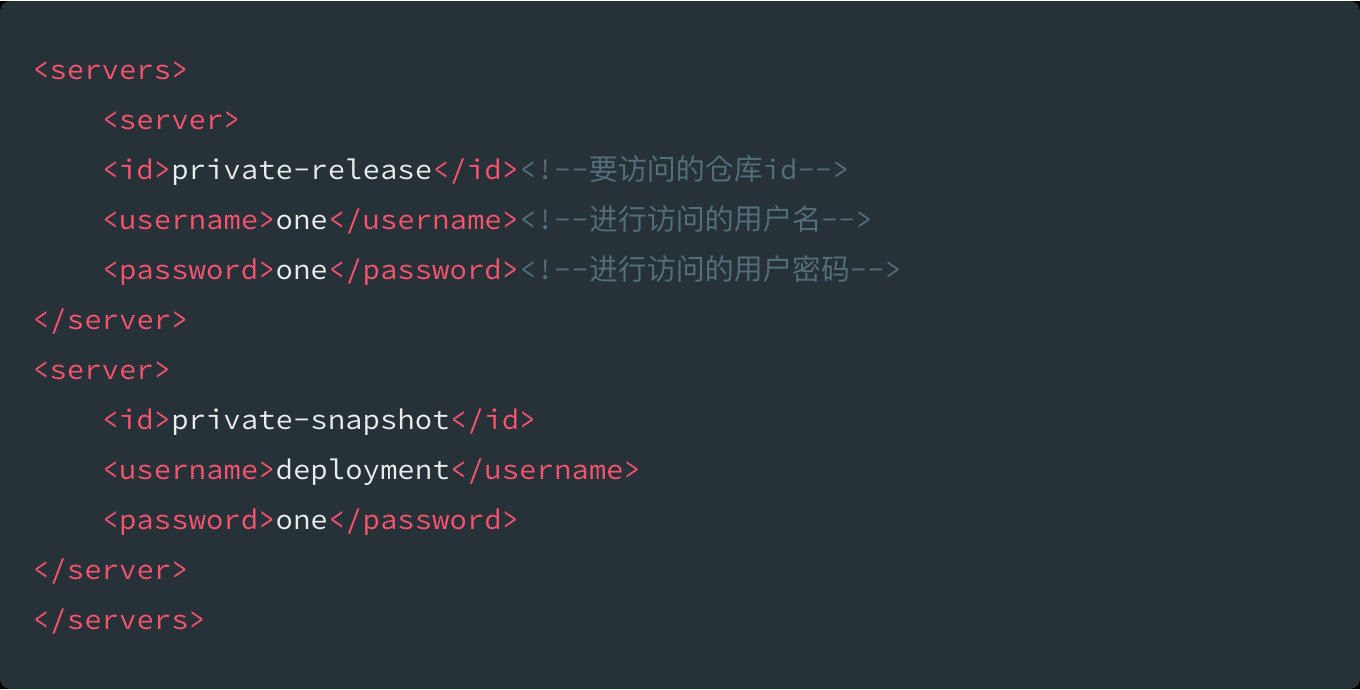 <servers>
    <server>
    <id>private-release</id><!--要访问的仓库id-->
    <username>one</username><!--进行访问的用户名-->
    <password>one</password><!--进行访问的用户密码-->
</server>
<server>
    <id>private-snapshot</id>
    <username>deployment</username>
    <password>one</password>
</server>
</servers>